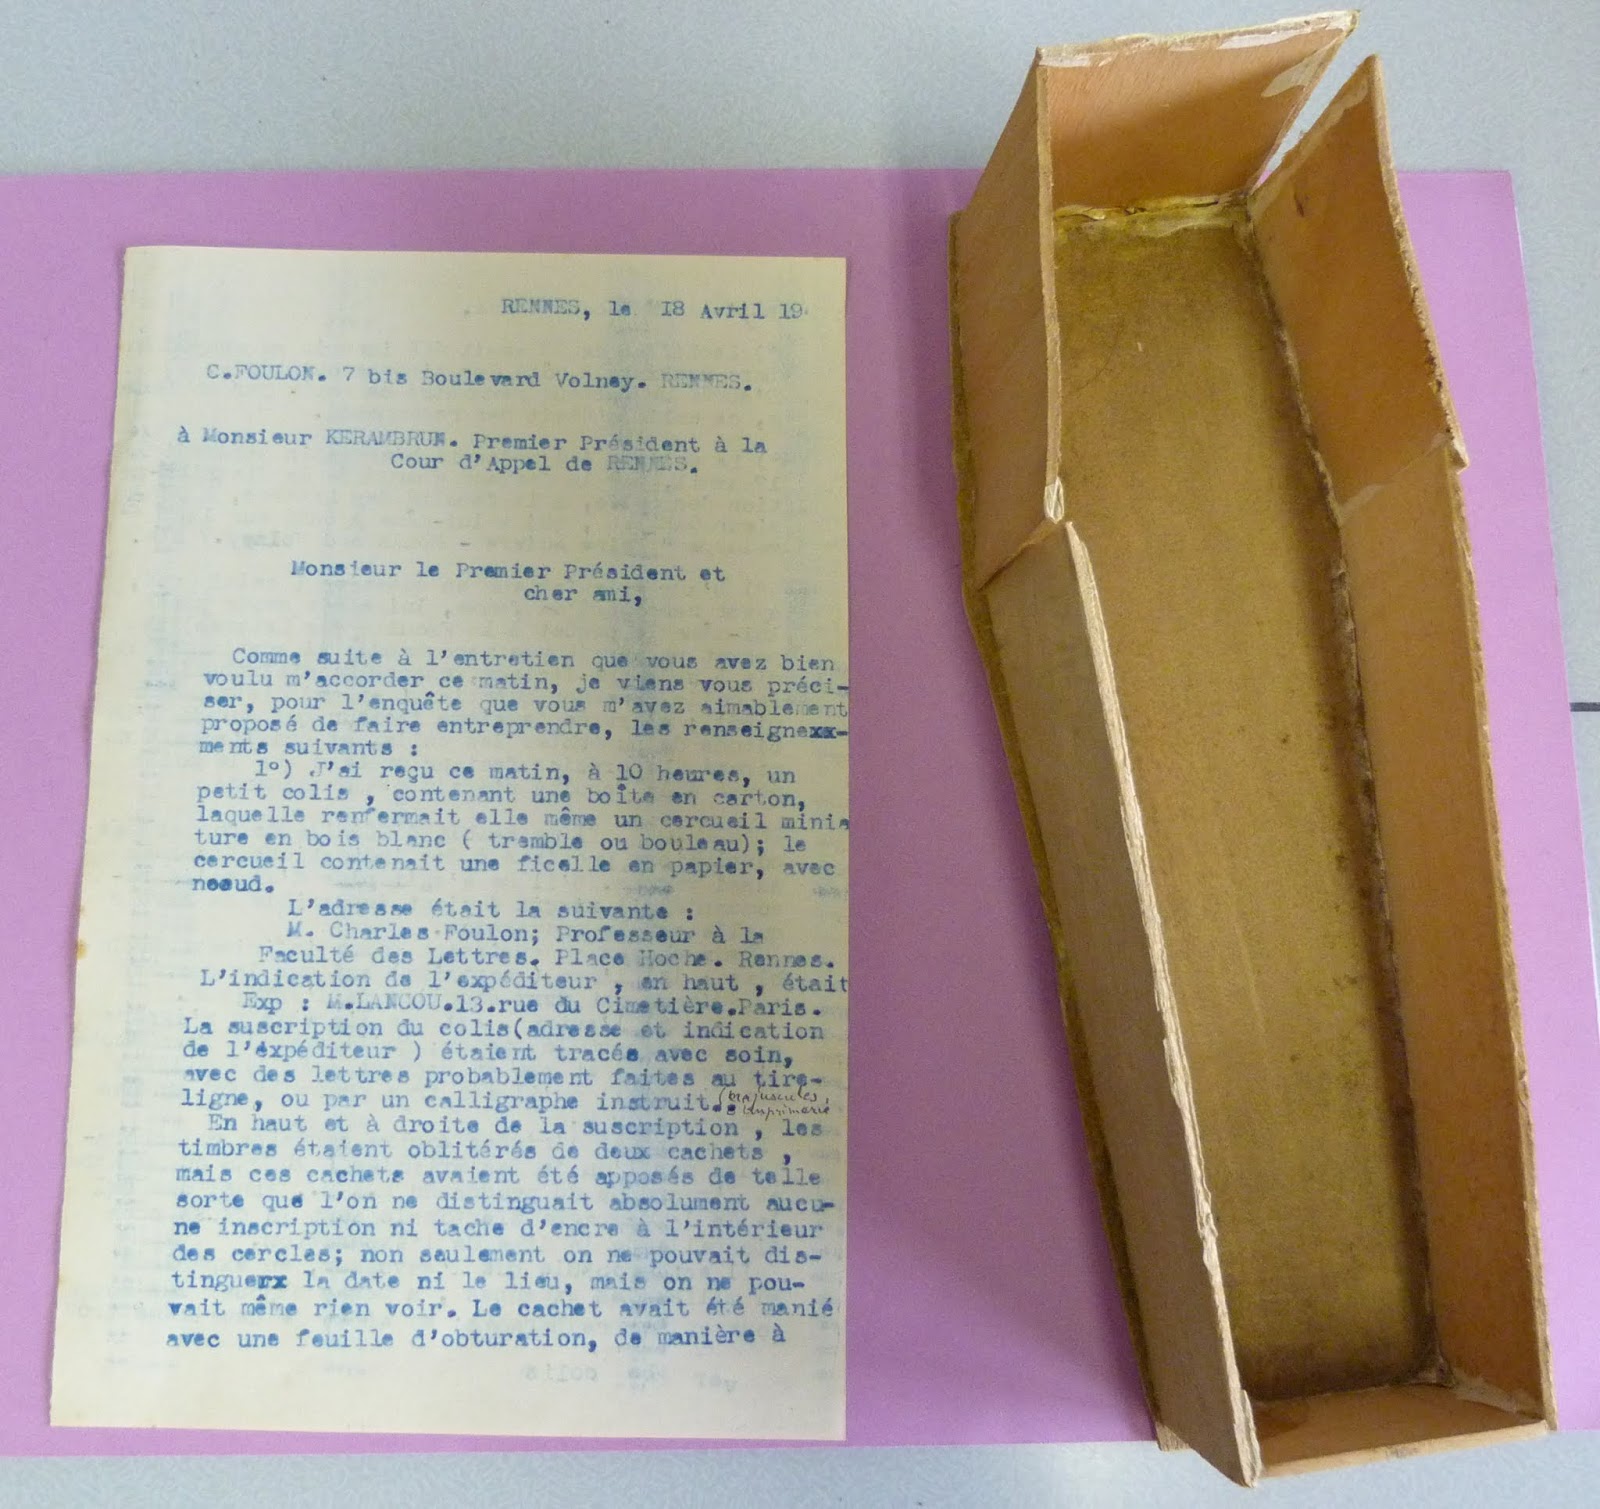 RENNES, le 18 Avril 19
C.FOULON. 7 bis Boulevard Volney. RENNES.
à Monsieur KERAMBRUN. Premier Président à la
Cour d'Appel de RENNES.
Monsieur le Premier Président et
cher ami,
Comme suite à l'entretien que vous avez bien
voulu m'accorder ce matin, je viens vous préci-
ser, pour l'enquête que vous m'avez aimablement
proposé de faire entreprendre, les renseignexx-
ments suivants :
1°) J'ai reçu ce matin, à 10 heures, un
petit colis , contenant une boîte en carton,
laquelle renfermait elle même un cercueil minia
ture en bois blanc ( tremble ou bouleau); le
cercueil contenait une ficelle en papier, avec
noeud.
L'adresse était la suivante :
M. Charles Foulon; Professeur à la
Faculté des Lettres. Place Hoche. Rennes.
L'indication de l'expéditeur , en haut , était
Exp : M.LANCOU.13.rue du Cimetière.Paris.
La suscription du colis(adresse et indication
de l'expéditeur ) étaient tracés avec soin,
avec des lettres probablement faites au tire-
ligne, ou par un calligraphe instruit.. (majuscules,
imprimerie
En haut et à droite de la suscription , les
timbres étaient oblitérés de deux cachets ,
mais ces cachets avaient été apposés de telle
sorte que l'on ne distinguait absolument aucu-
ne inscription ni tache d'encre à l'intérieur
des cercles; non seulement on ne pouvait dis-
tinguerx la date ni le lieu, mais on ne pou-
vait même rien voir. Le cachet avait été manié
avec une feuille d'obturation, de manière à